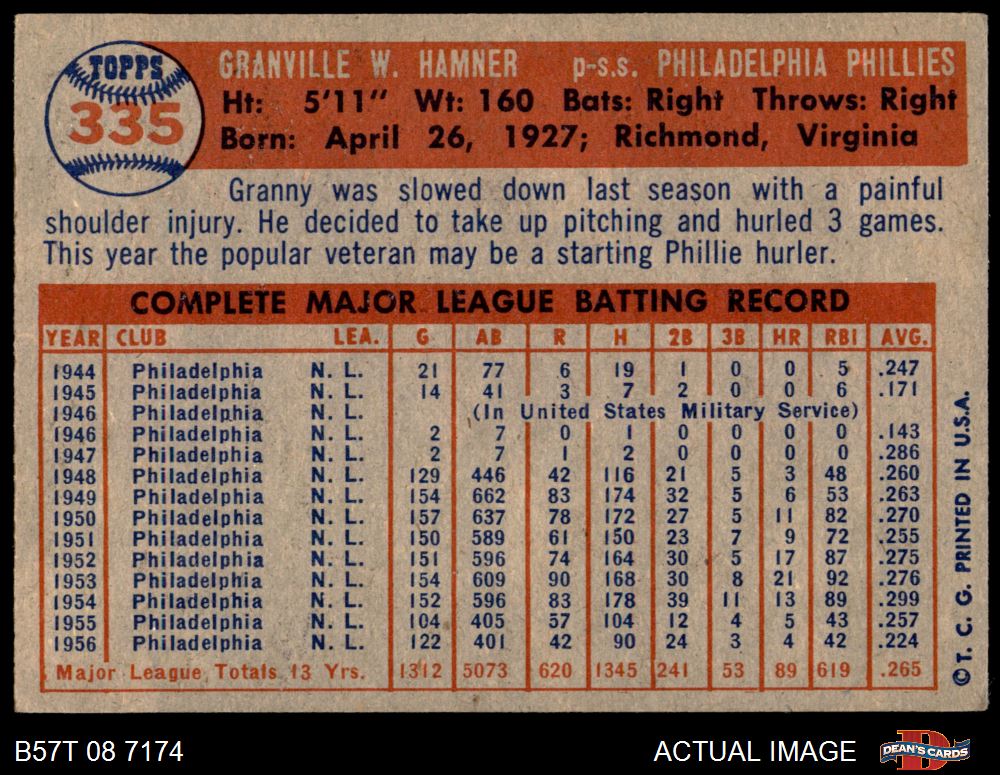 TOPPS
335
GRANVILLE W. HAMNER p-s.s. PHILADELPHIA PHILLIES
Ht: 5'11" Wt: 160 Bats: Right Throws: Right
Born: April 26, 1927; Richmond, Virginia
Granny was slowed down last season with a painful
shoulder injury. He decided to take up pitching and hurled 3 games.
This year the popular veteran may be a starting Phillie hurler.
COMPLETE MAJOR LEAGUE BATTING RECORD
YEAR CLUB LEA. G AB R H 2B 3B HR RBI AVG.
1944 Philadelphia N. L. 21 77 6 19 1 0 0 5 .247
1945 Philadelphia N. L. 14 41 3 7 2 0 0 6 .171
1946 Philadelphia N. L. (In United States Military Service)
1946 Philadelphia N. L. 2 7 0 1 0 0 0 0 .143
1947 Philadelphia N. L. 2 7 1 2 0 0 0 0 .286
1948 Philadelphia N. L. 129 446 42 116 21 5 3 48 .260
1949 Philadelphia N. L. 154 662 83 174 32 5 6 53 .263
1950 Philadelphia N. L. 157 637 78 172 27 5 11 82 .270
1951 Philadelphia N. L. 150 589 61 150 23 7 9 72 .255
1952 Philadelphia N. L. 151 596 74 164 30 5 17 87 .275
1953 Philadelphia N. L. 154 609 90 168 30 8 21 92 .276
1954 Philadelphia N. L. 152 596 83 178 39 11 13 89 .299
1955 Philadelphia N. L. 104 405 57 104 12 4 5 43 .257
1956 Philadelphia N. L. 122 401 42 90 24 3 4 42 .224
Major League Totals 13 Yrs. 1312 5073 620 1345 241 53 89 619 .265
©T. C. G. PRINTED IN U.S.A.
B57T 08 7174
ACTUAL IMAGE
D
DEAN'S CARDS